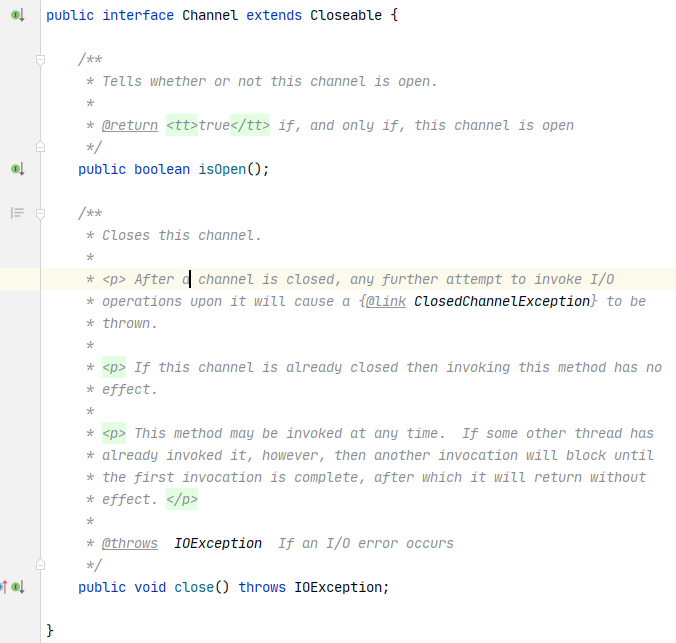 public interface Channel extends Closeable {
/**
* Tells whether or not this channel is open.
*
* @return <tt>true</tt> if, and only if, this channel is open
*/
public boolean isOpen();
/**
* Closes this channel.
*
* <p> After a channel is closed, any further attempt to invoke I/O
* operations upon it will cause a {@link ClosedChannelException} to be
* thrown.
*
* <p> If this channel is already closed then invoking this method has no
* effect.
*
* <p> This method may be invoked at any time.  If some other thread has
* already invoked it, however, then another invocation will block until
* the first invocation is complete, after which it will return without
* effect. </p>
*
* @throws  IOException  If an I/O error occurs
*/
public void close() throws IOException;
}